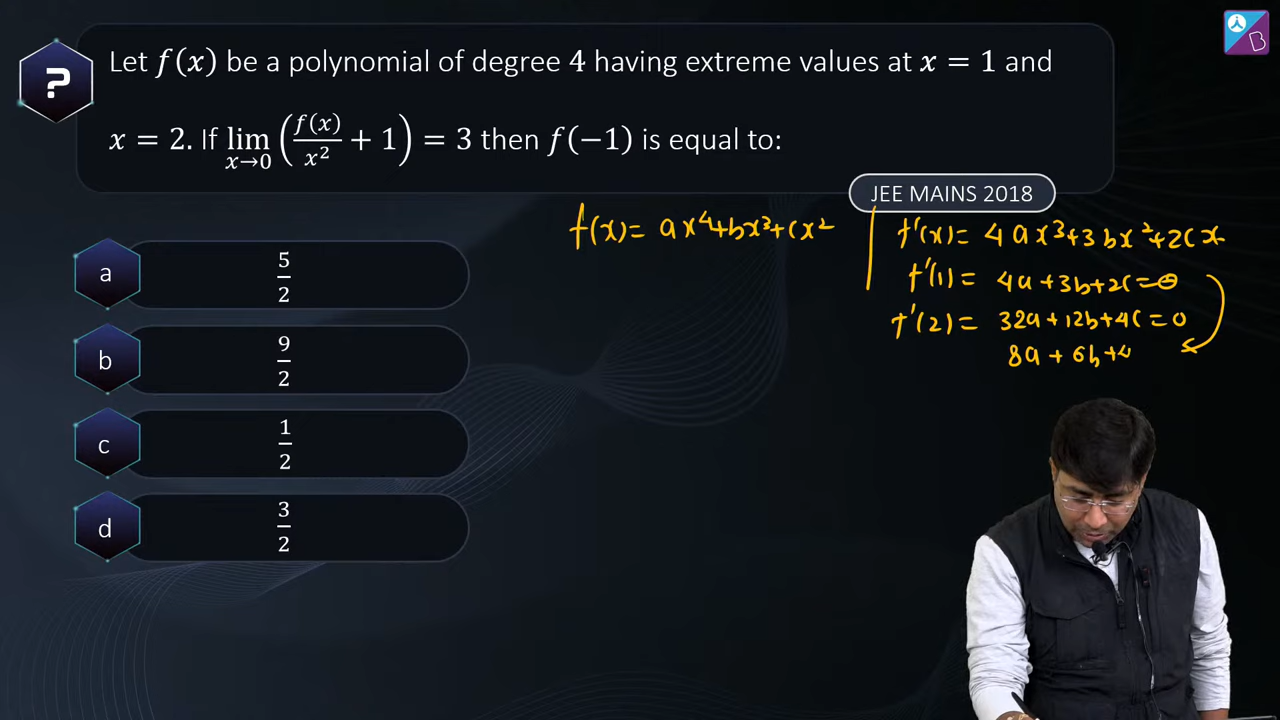 ?
Let f(x) be a polynomial of degree 4 having extreme values at x = 1 and
x = 2. If lim x→0 (f(x)/x² + 1) = 3 then f(−1) is equal to:
JEE MAINS 2018
f(x)= ax⁴+bx³+cx²
f'(x)= 4ax³+3bx²+2cx
f'(1)= 4a+3b+2c=0
f'(2)= 32a+12b+4c=0
8a+6b+4
a 5/2
b 9/2
c 1/2
d 3/2
B